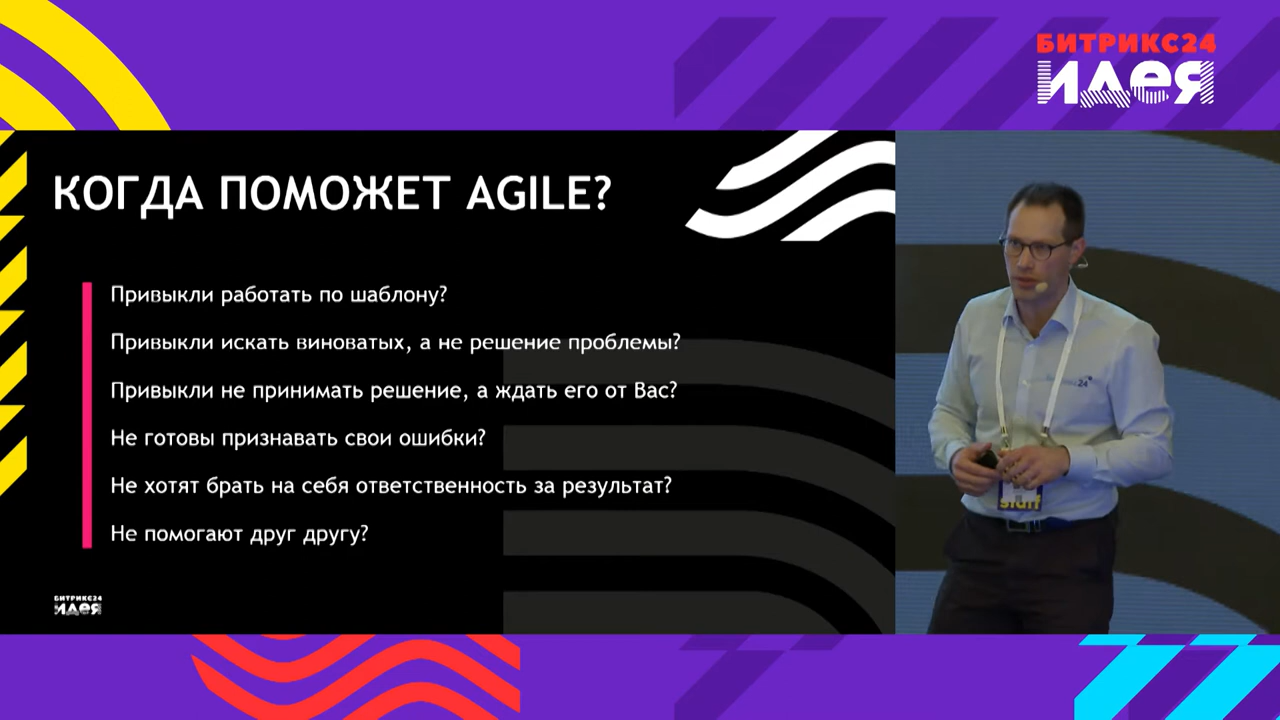 БИТРИКС24
ИДЕЯ
КОГДА ПОМОЖЕТ AGILE?
Привыкли работать по шаблону?
Привыкли искать виноватых, а не решение проблемы?
Привыкли не принимать решение, а ждать его от Вас?
Не готовы признавать свои ошибки?
Не хотят брать на себя ответственность за результат?
Не помогают друг другу?
24
staff
БИТРИКС24
ИДЕЯ